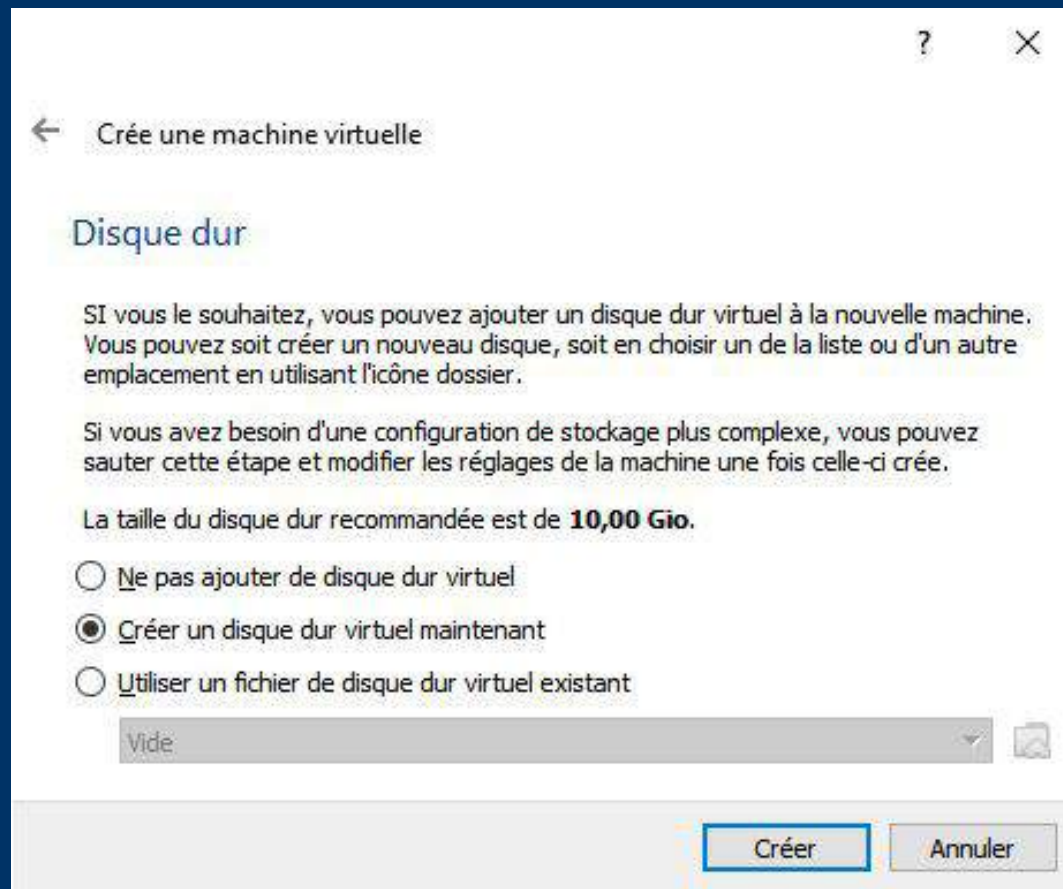 ?
Crée une machine virtuelle
Disque dur
SI vous le souhaitez, vous pouvez ajouter un disque dur virtuel à la nouvelle machine.
Vous pouvez soit créer un nouveau disque, soit en choisir un de la liste ou d'un autre
emplacement en utilisant l'icône dossier.
Si vous avez besoin d'une configuration de stockage plus complexe, vous pouvez
sauter cette étape et modifier les réglages de la machine une fois celle-ci crée.
La taille du disque dur recommandée est de 10,00 Gio.
Ne pas ajouter de disque dur virtuel
Créer un disque dur virtuel maintenant
Utiliser un fichier de disque dur virtuel existant
Vide
Créer Annuler